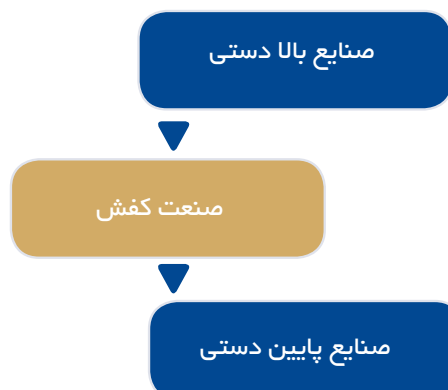 صنایع بالا دستی
صنعت کفش
صنایع پایین دستی